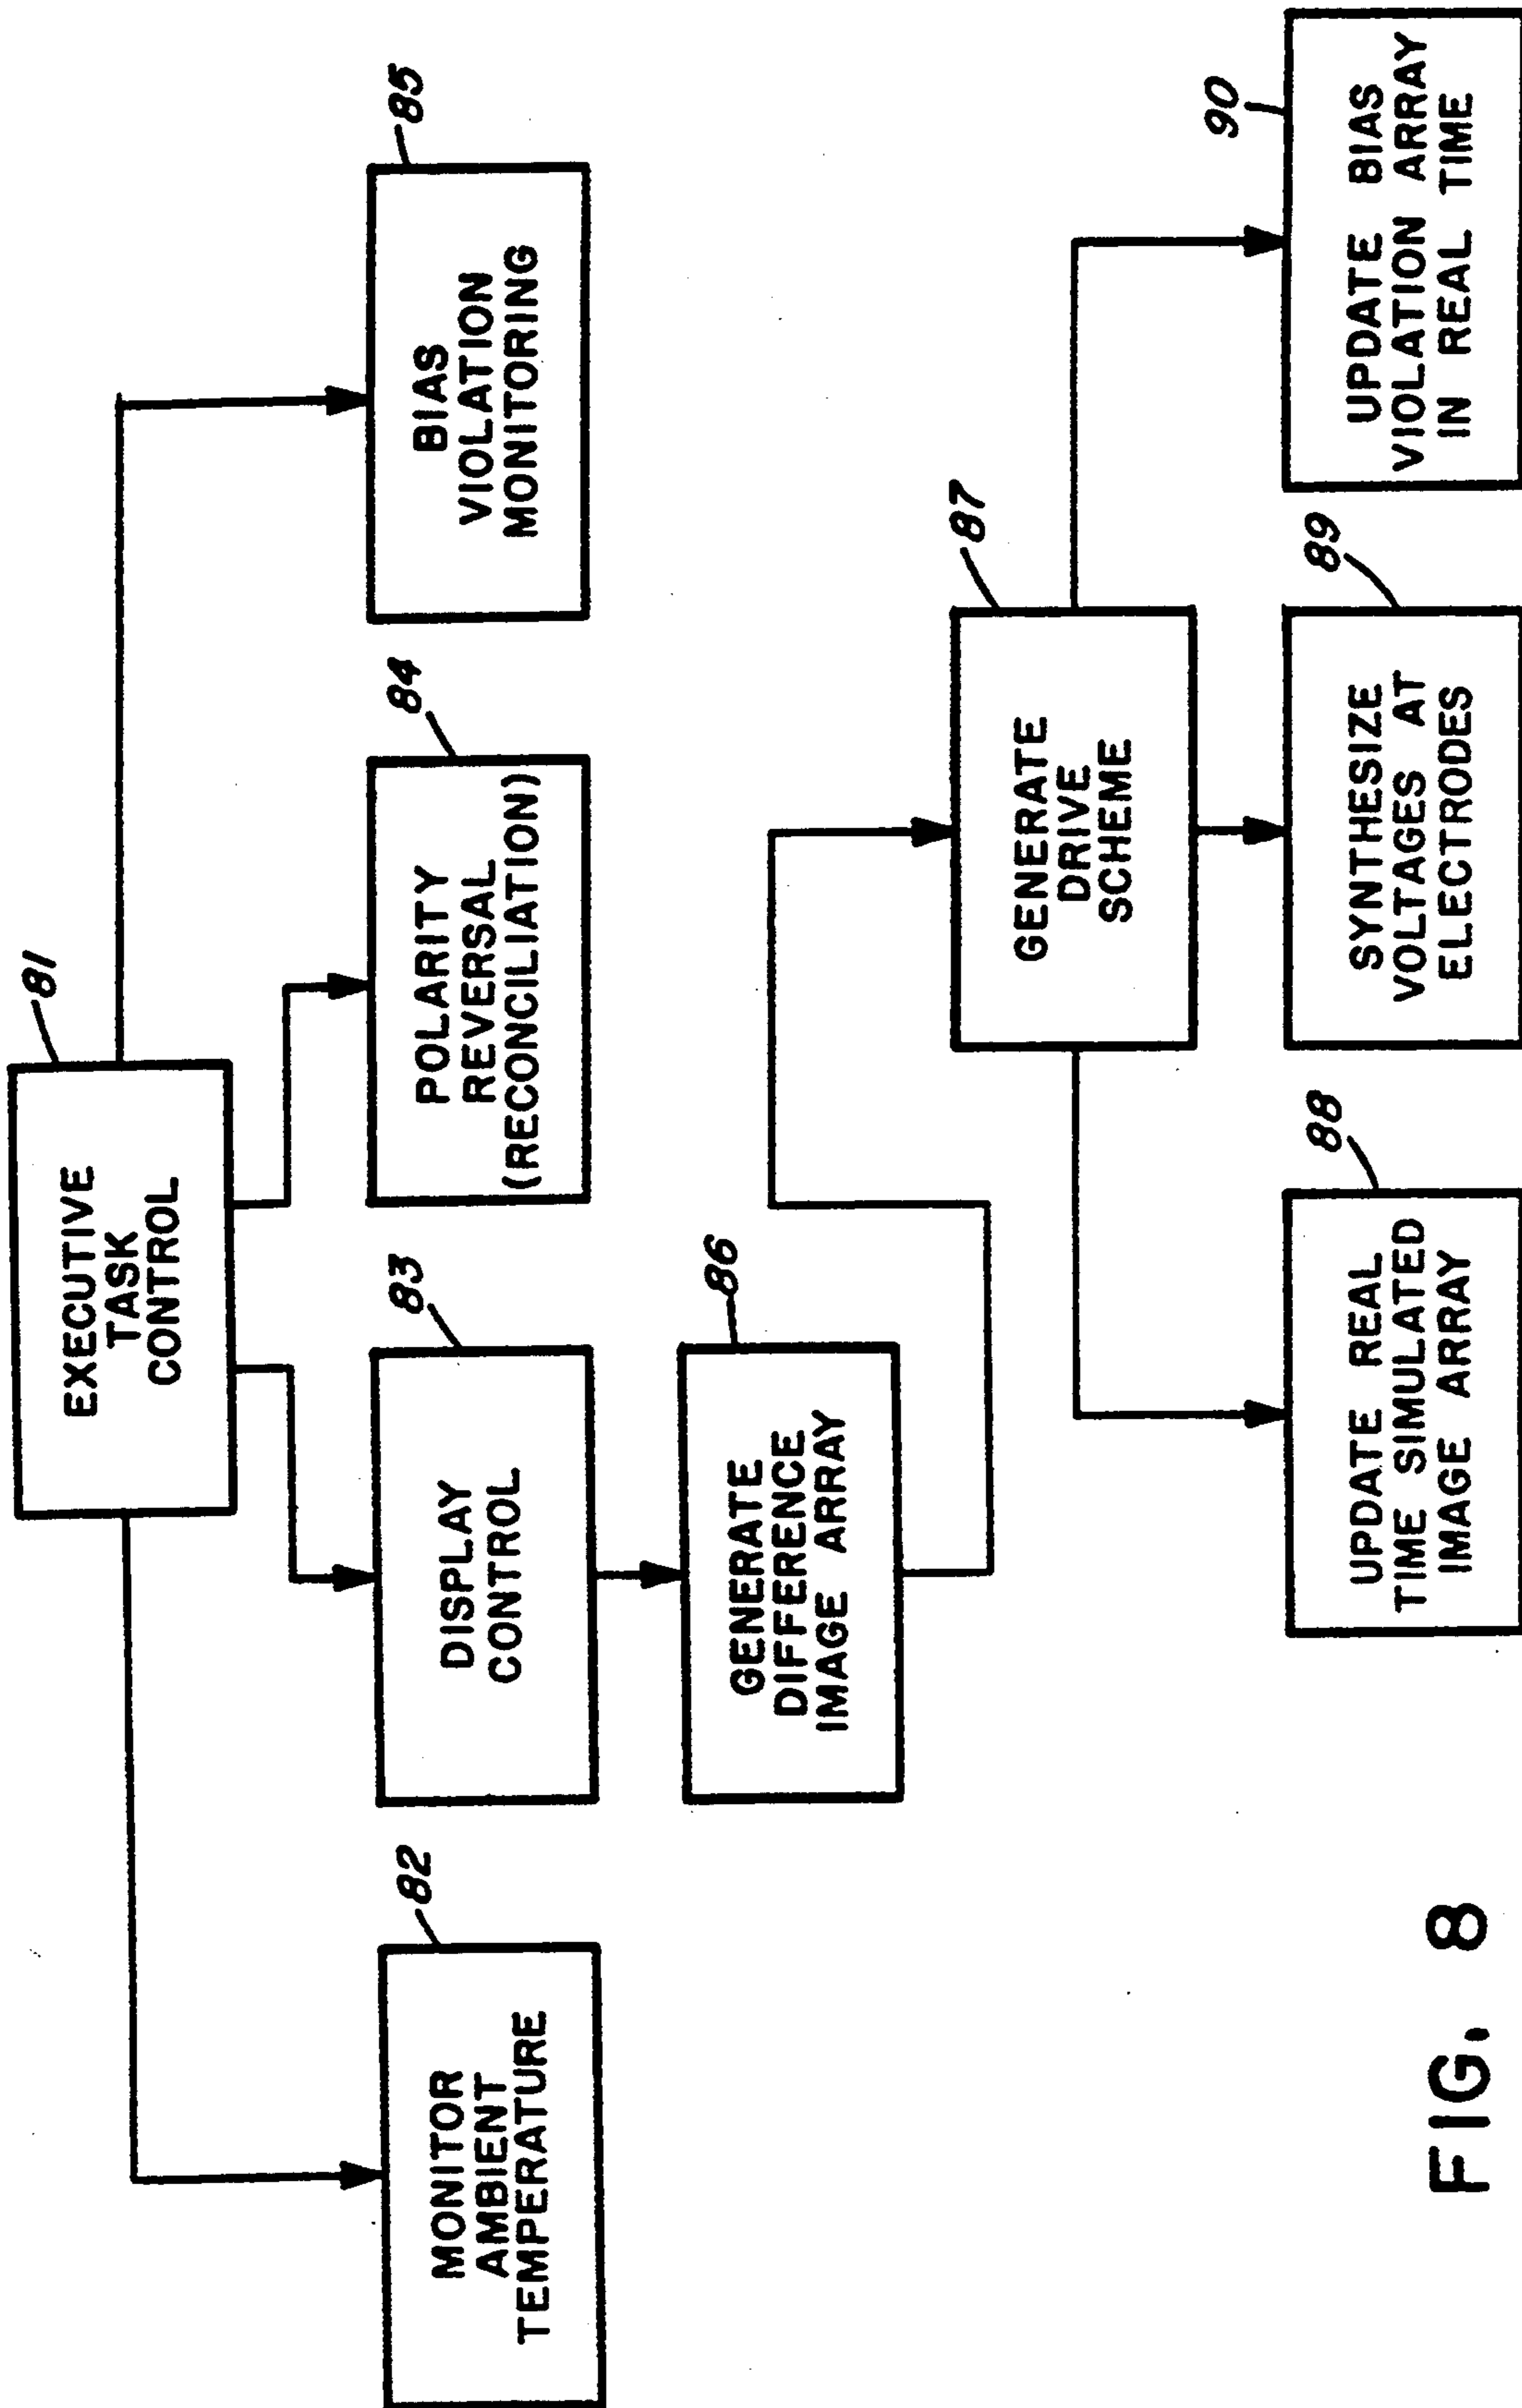 81
EXECUTIVE
TASK
CONTROL
82
MONITOR
AMBIENT
TEMPERATURE
83
DISPLAY
CONTROL
84
POLARITY
REVERSAL
(RECONCILIATION)
85
BIAS
VIOLATION
MONITORING
86
GENERATE
DIFFERENCE
IMAGE ARRAY
87
GENERATE
DRIVE
SCHEME
88
UPDATE REAL
TIME SIMULATED
IMAGE ARRAY
89
SYNTHESIZE
VOLTAGES AT
ELECTRODES
90
UPDATE BIAS
VIOLATION ARRAY
IN REAL TIME
FIG. 8